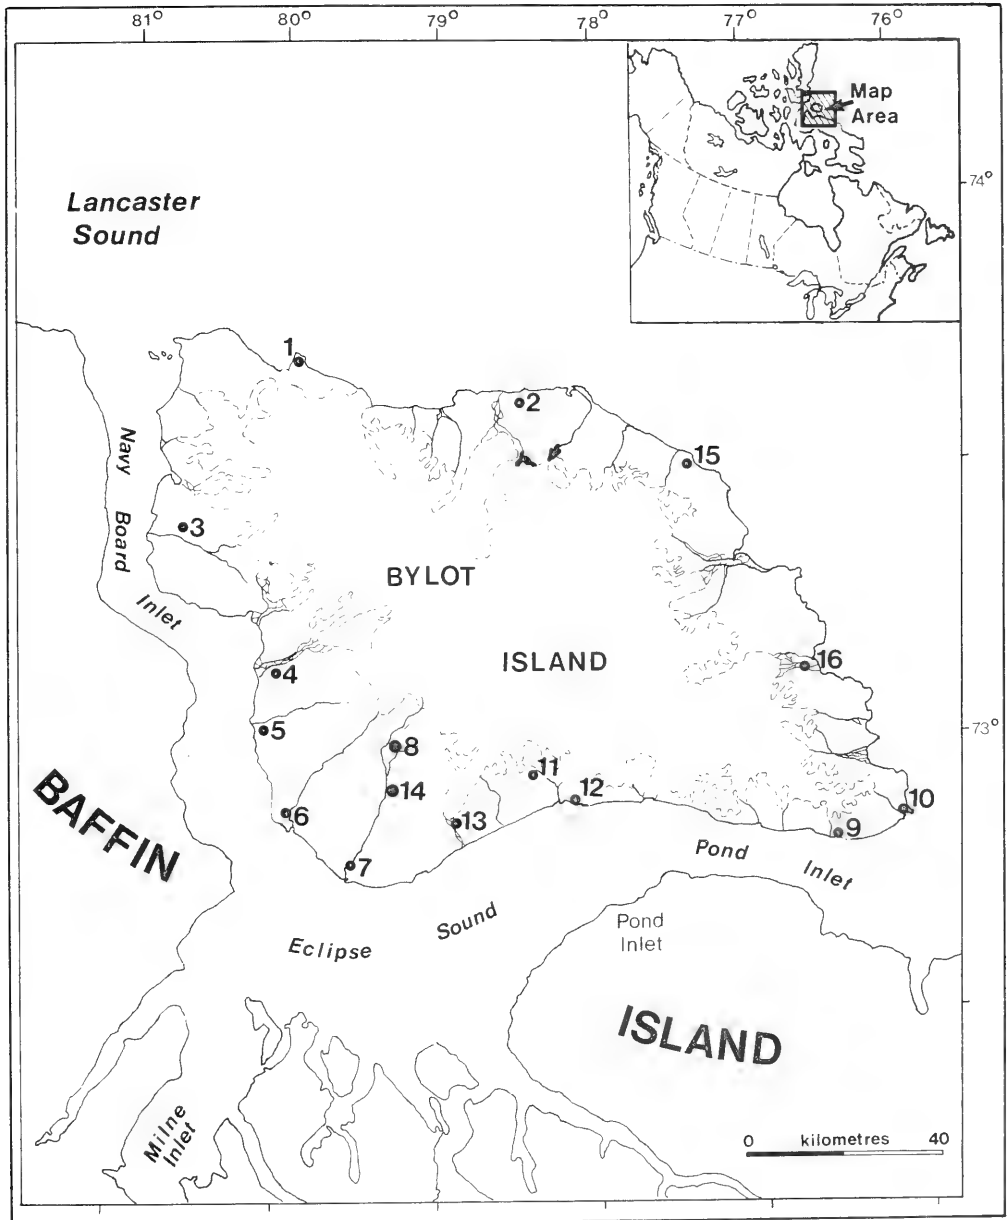 81° 80° 79° 78° 77° 76°
Map
Area
74°
Lancaster
Sound
1
2
15
Navy
Board
Inlet
3
BYLOT
ISLAND
16
4
5
73°
8
11
14
12
10
6
13
9
7
BAFFIN
Pond
Inlet
Eclipse
Sound
Pond
Inlet
ISLAND
Milne
Inlet
0 kilometres 40